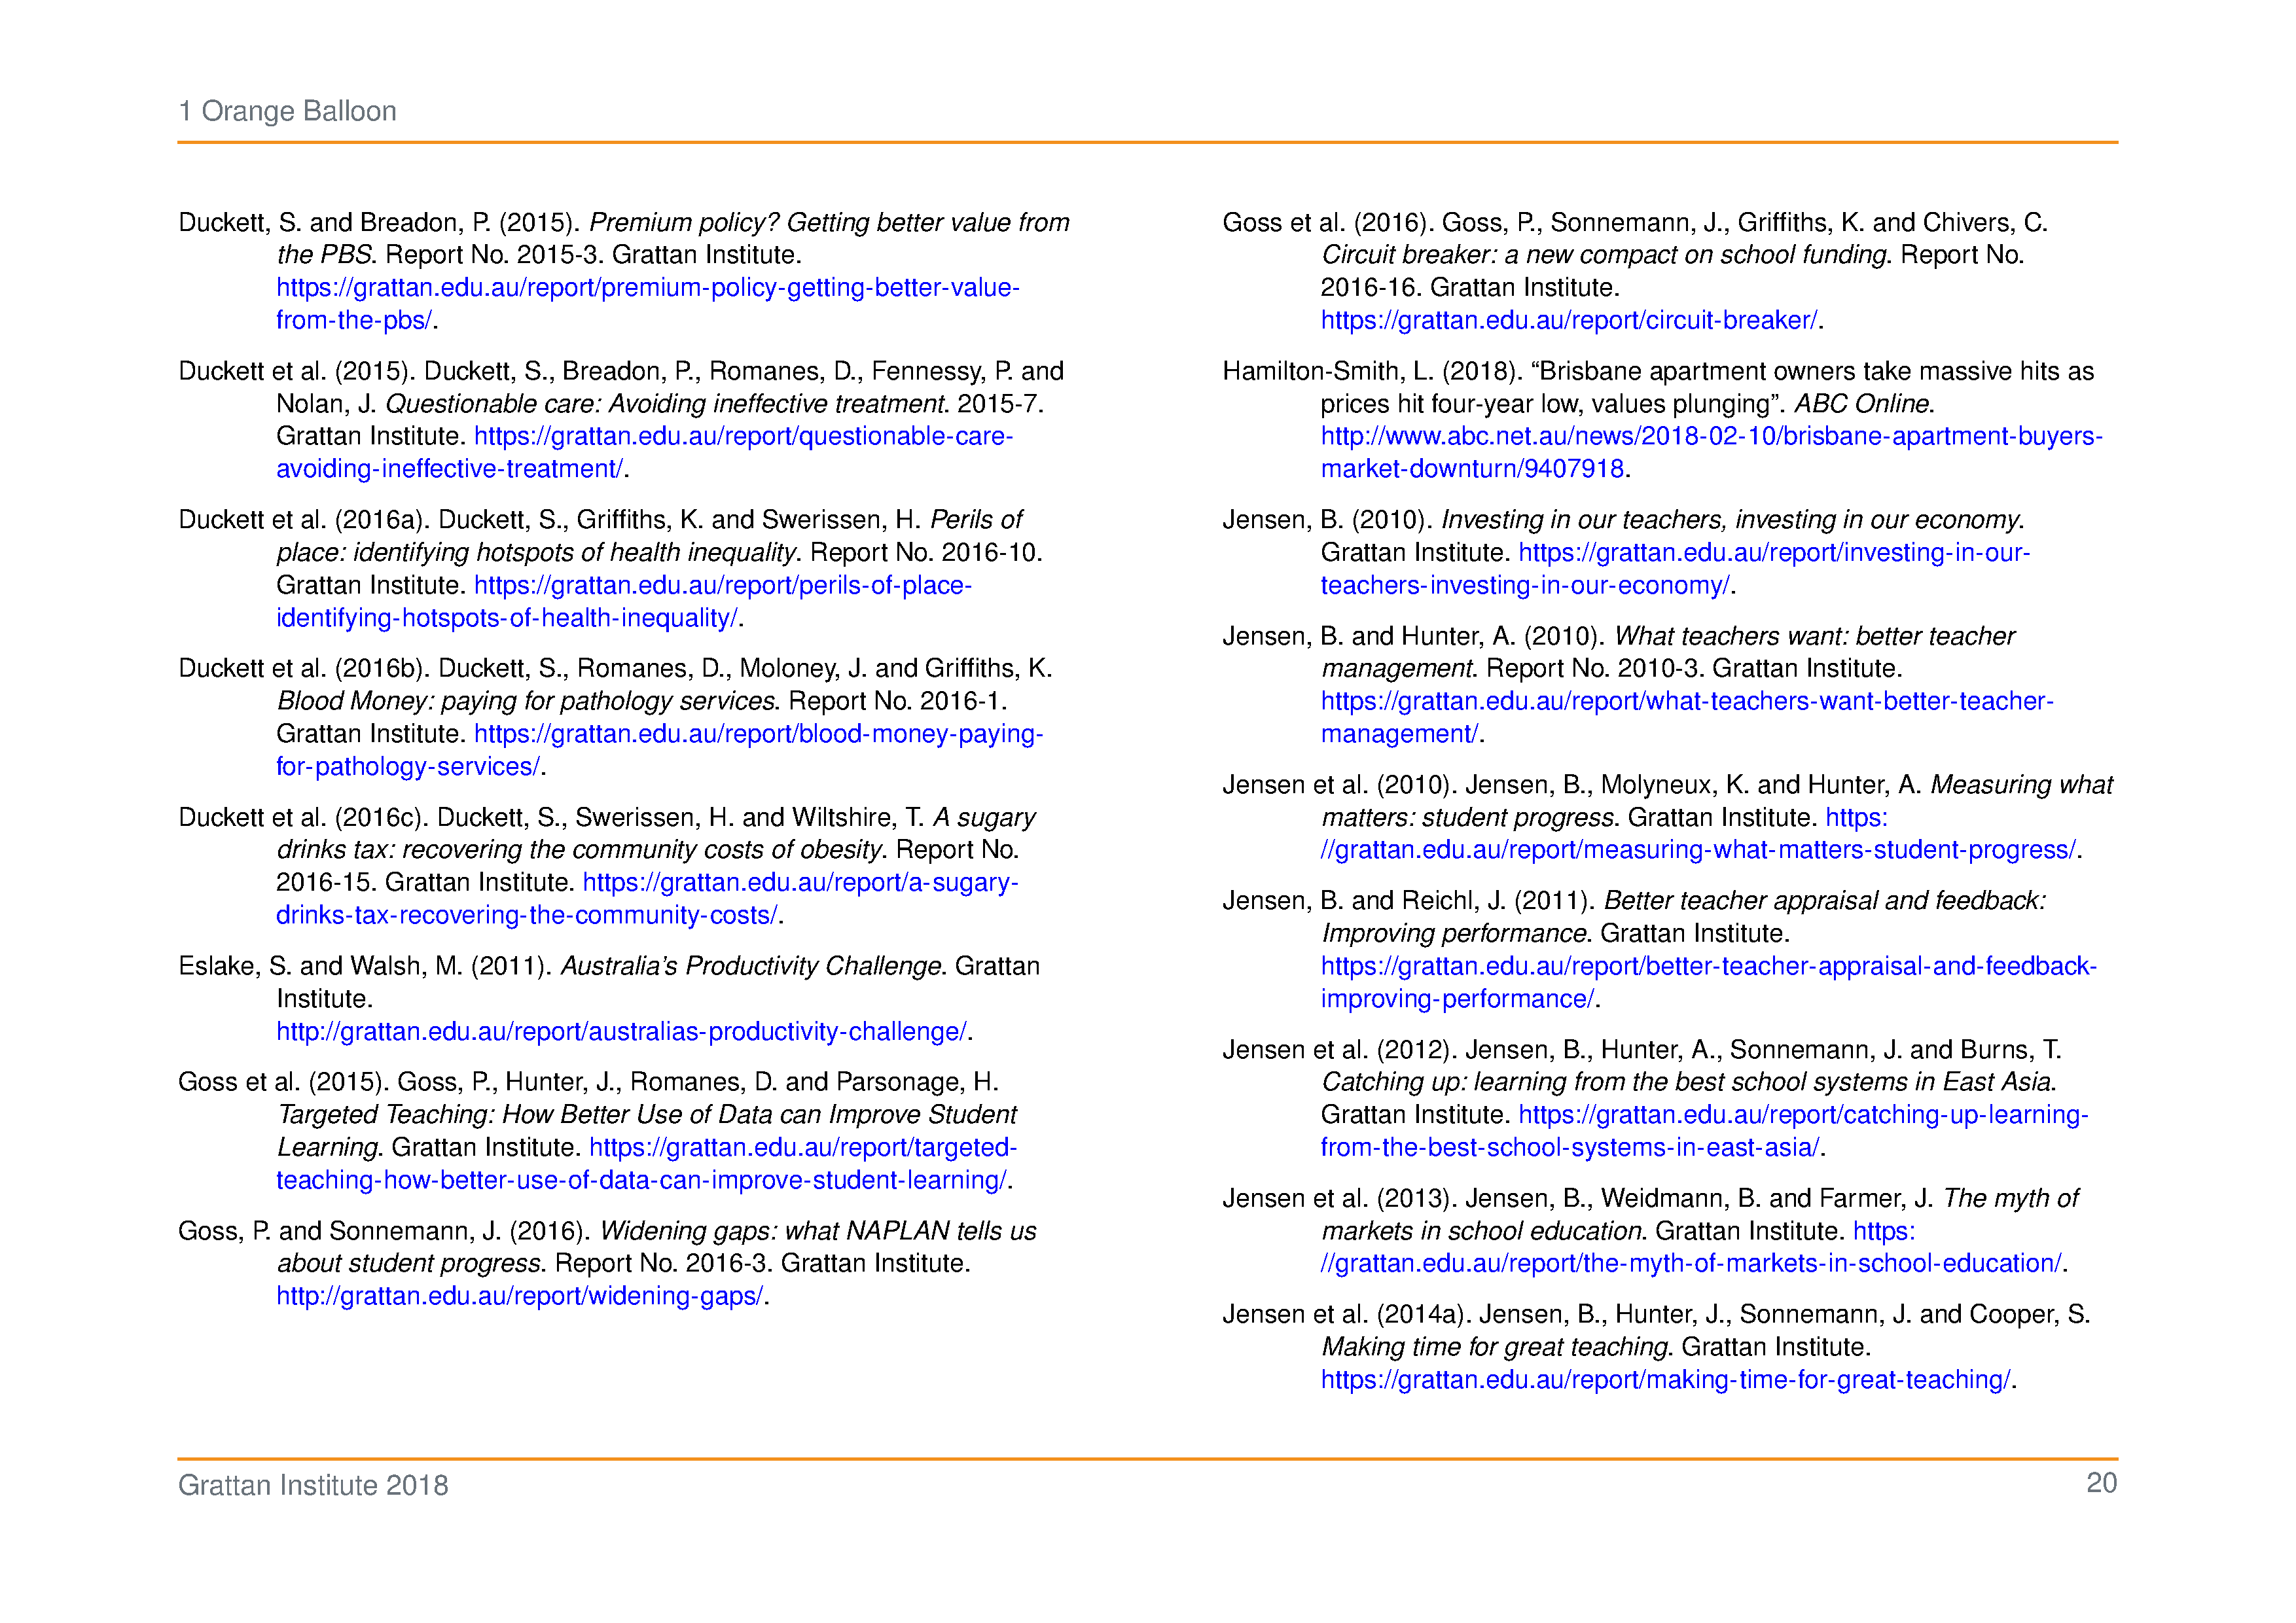 1 Orange Balloon
Duckett, S. and Breadon, P. (2015). Premium policy? Getting better value from
the PBS. Report No. 2015-3. Grattan Institute.
https://grattan.edu.au/report/premium-policy-getting-better-value-
from-the-pbs/.
Duckett et al. (2015). Duckett, S., Breadon, P., Romanes, D., Fennessy, P. and
Nolan, J. Questionable care: Avoiding ineffective treatment. 2015-7.
Grattan Institute. https://grattan.edu.au/report/questionable-care-
avoiding-ineffective-treatment/.
Duckett et al. (2016a). Duckett, S., Griffiths, K. and Swerissen, H. Perils of
place: identifying hotspots of health inequality. Report No. 2016-10.
Grattan Institute. https://grattan.edu.au/report/perils-of-place-
identifying-hotspots-of-health-inequality/.
Duckett et al. (2016b). Duckett, S., Romanes, D., Moloney, J. and Griffiths, K.
Blood Money: paying for pathology services. Report No. 2016-1.
Grattan Institute. https://grattan.edu.au/report/blood-money-paying-
for-pathology-services/.
Duckett et al. (2016c). Duckett, S., Swerissen, H. and Wiltshire, T. A sugary
drinks tax: recovering the community costs of obesity. Report No.
2016-15. Grattan Institute. https://grattan.edu.au/report/a-sugary-
drinks-tax-recovering-the-community-costs/.
Eslake, S. and Walsh, M. (2011). Australia's Productivity Challenge. Grattan
Institute.
http://grattan.edu.au/report/australias-productivity-challenge/.
Goss et al. (2015). Goss, P., Hunter, J., Romanes, D. and Parsonage, H.
Targeted Teaching: How Better Use of Data can Improve Student
Learning. Grattan Institute. https://grattan.edu.au/report/targeted-
teaching-how-better-use-of-data-can-improve-student-learning/.
Goss, P. and Sonnemann, J. (2016). Widening gaps: what NAPLAN tells us
about student progress. Report No. 2016-3. Grattan Institute.
http://grattan.edu.au/report/widening-gaps/.
Goss et al. (2016). Goss, P., Sonnemann, J., Griffiths, K. and Chivers, C.
Circuit breaker: a new compact on school funding. Report No.
2016-16. Grattan Institute.
https://grattan.edu.au/report/circuit-breaker/.
Hamilton-Smith, L. (2018). “Brisbane apartment owners take massive hits as
prices hit four-year low, values plunging”. ABC Online.
http://www.abc.net.au/news/2018-02-10/brisbane-apartment-buyers-
market-downturn/9407918.
Jensen, B. (2010). Investing in our teachers, investing in our economy.
Grattan Institute. https://grattan.edu.au/report/investing-in-our-
teachers-investing-in-our-economy/.
Jensen, B. and Hunter, A. (2010). What teachers want: better teacher
management. Report No. 2010-3. Grattan Institute.
https://grattan.edu.au/report/what-teachers-want-better-teacher-
management/.
Jensen et al. (2010). Jensen, B., Molyneux, K. and Hunter, A. Measuring what
matters: student progress. Grattan Institute. https:
//grattan.edu.au/report/measuring-what-matters-student-progress/.
Jensen, B. and Reichl, J. (2011). Better teacher appraisal and feedback:
Improving performance. Grattan Institute.
https://grattan.edu.au/report/better-teacher-appraisal-and-feedback-
improving-performance/.
Jensen et al. (2012). Jensen, B., Hunter, A., Sonnemann, J. and Burns, T.
Catching up: learning from the best school systems in East Asia.
Grattan Institute. https://grattan.edu.au/report/catching-up-learning-
from-the-best-school-systems-in-east-asia/.
Jensen et al. (2013). Jensen, B., Weidmann, B. and Farmer, J. The myth of
markets in school education. Grattan Institute. https:
//grattan.edu.au/report/the-myth-of-markets-in-school-education/.
Jensen et al. (2014a). Jensen, B., Hunter, J., Sonnemann, J. and Cooper, S.
Making time for great teaching. Grattan Institute.
https://grattan.edu.au/report/making-time-for-great-teaching/.
Grattan Institute 2018
20